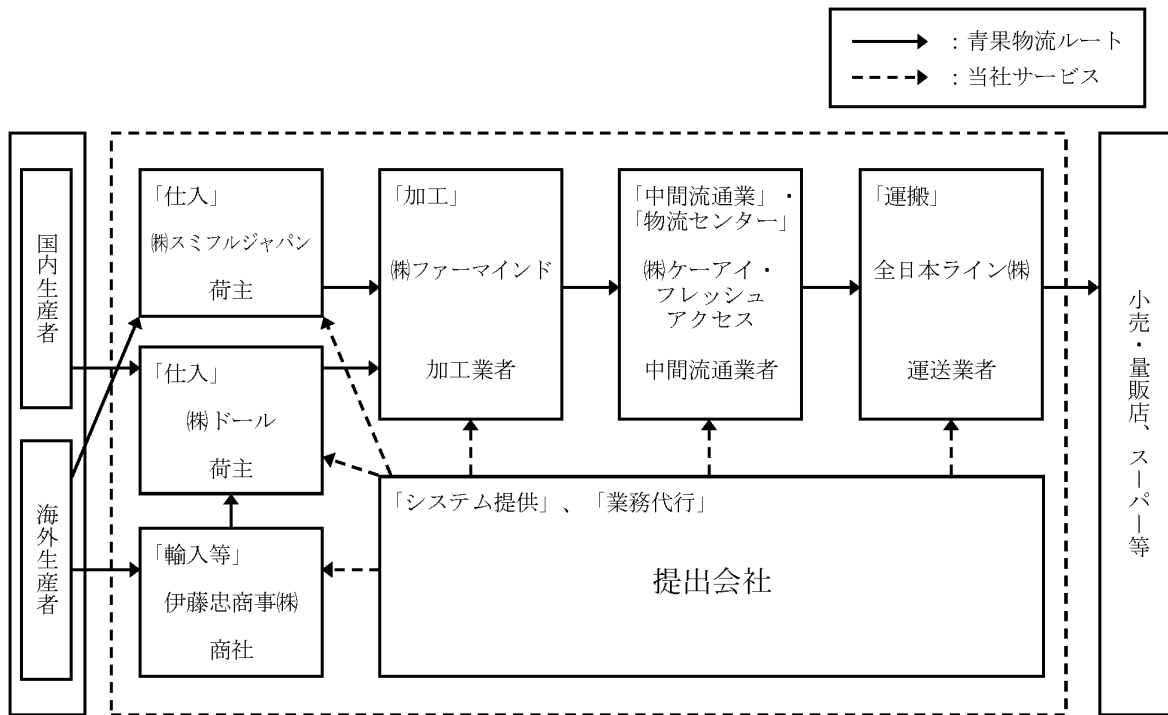 ：青果物流ルート
：当社サービス
国内生産者
海外生産者
「仕入」
㈱スミフルジャパン
荷主
「仕入」
㈱ドール
荷主
「輸入等」
伊藤忠商事㈱
商社
「加工」
㈱ファーマインド
加工業者
「中間流通業」・
「物流センター」
㈱ケーアイ・
フレッシュ
アクセス
中間流通業者
「運搬」
全日本ライン㈱
運送業者
「システム提供」、「業務代行」
提出会社
小売・量販店、スーパー等